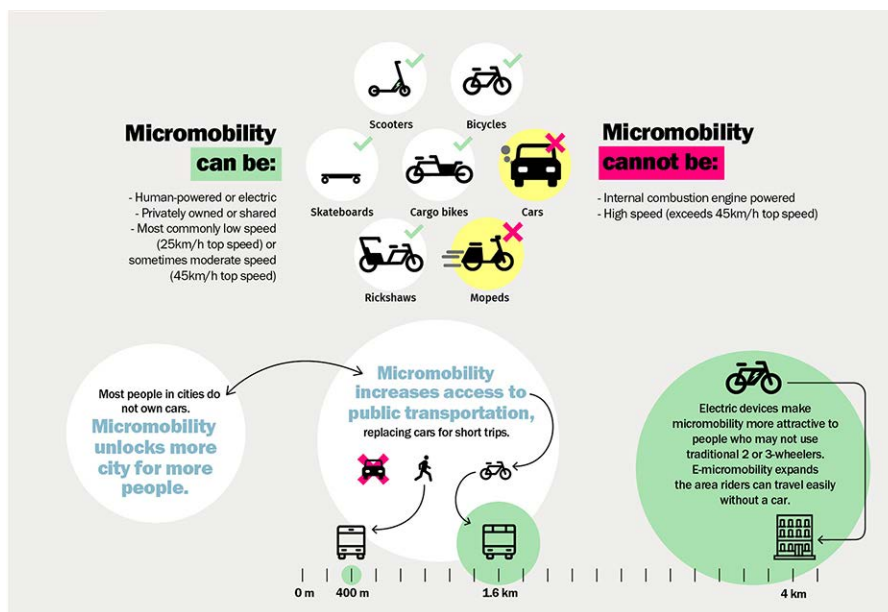 Scooters
Bicycles
Micromobility
can be:
- Human-powered or electric
- Privately owned or shared
- Most commonly low speed
(25km/h top speed) or
sometimes moderate speed
(45km/h top speed)
Skateboards
Cargo bikes
Cars
Rickshaws
Mopeds
Micromobility
cannot be:
- Internal combustion engine powered
- High speed (exceeds 45km/h top speed)
Most people in cities do
not own cars.
Micromobility
unlocks more
city for more
people.
Micromobility
increases access to
public transportation,
replacing cars for short trips.
Electric devices make
micromobility more attractive to
people who may not use
traditional 2 or 3-wheelers.
E-micromobility expands
the area riders can travel easily
without a car.
0 m
400 m
1.6 km
4 km